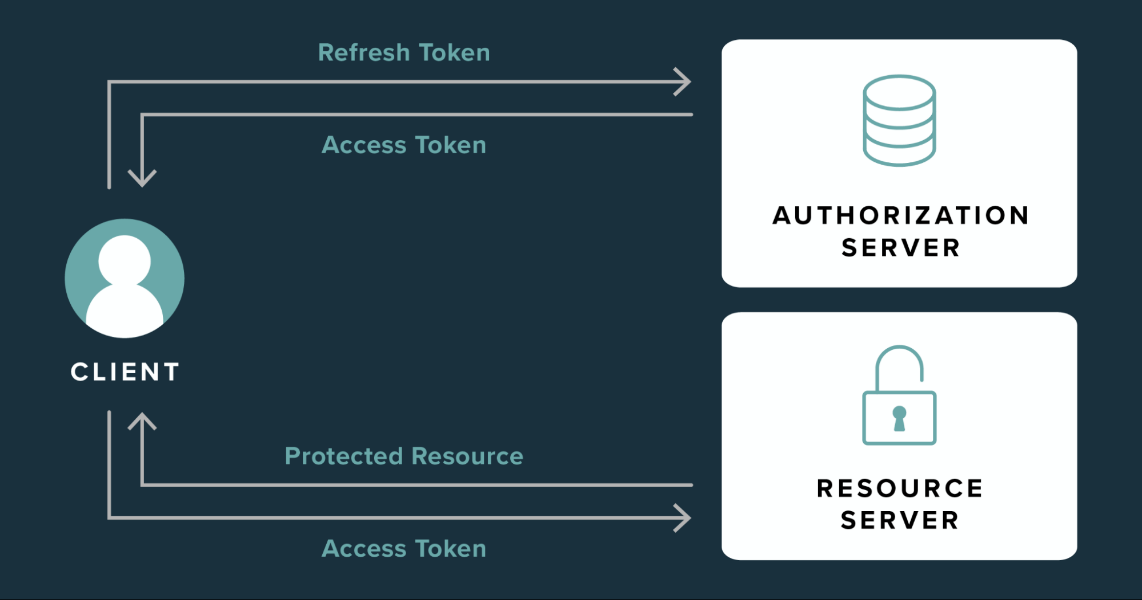 Refresh Token
Access Token
AUTHORIZATION
SERVER
CLIENT
Protected Resource
Access Token
RESOURCE
SERVER